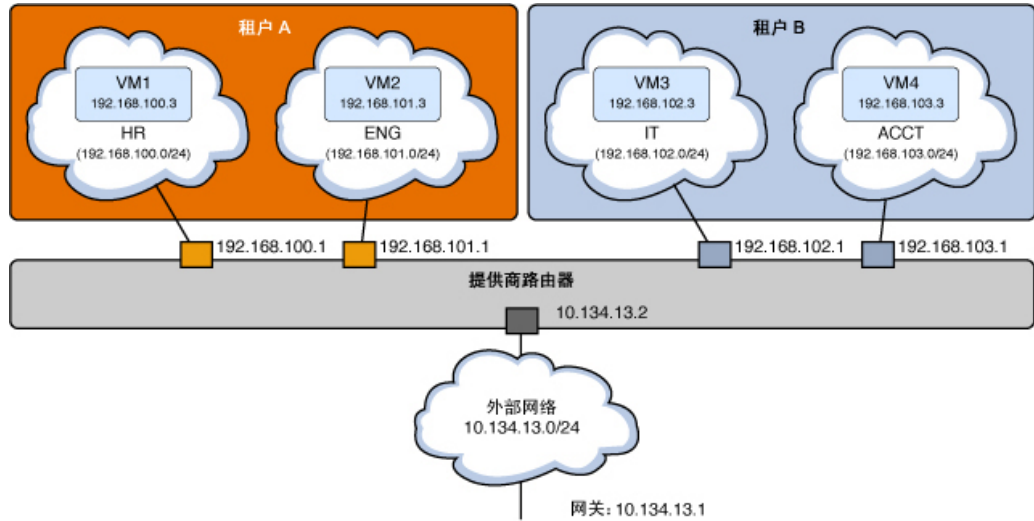 租户 A
VM1
192.168.100.3
HR
(192.168.100.0/24)
VM2
192.168.101.3
ENG
(192.168.101.0/24)
租户 B
VM3
192.168.102.3
IT
(192.168.102.0/24)
VM4
192.168.103.3
ACCT
(192.168.103.0/24)
192.168.100.1
192.168.101.1
192.168.102.1
192.168.103.1
提供商路由器
10.134.13.2
外部网络
10.134.13.0/24
网关: 10.134.13.1